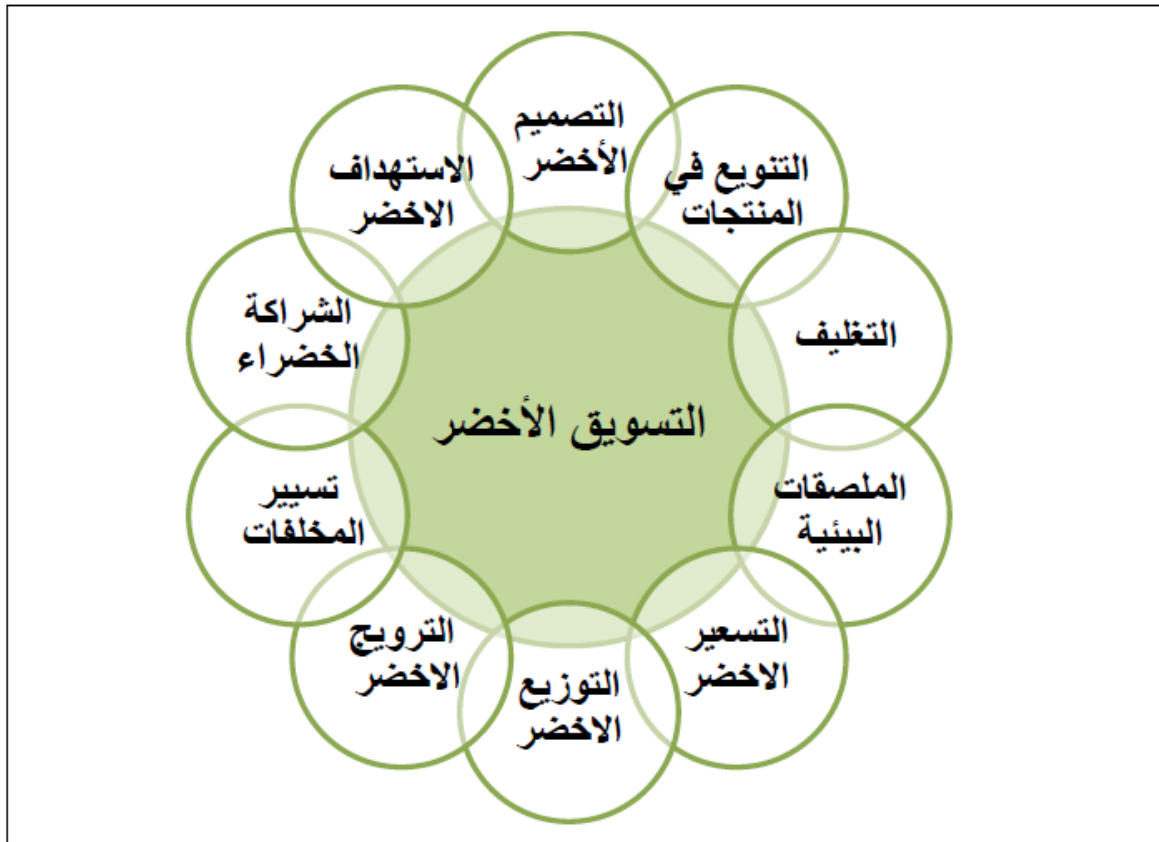 التصميم
الأخضر
التنويع في
المنتجات
التغليف
الملصقات
البيئية
التسعير
الاخضر
التوزيع
الاخضر
الترويج
الاخضر
تسيير
المخلفات
الشراكة
الخضراء
الاستهداف
الاخضر
التسويق الأخضر